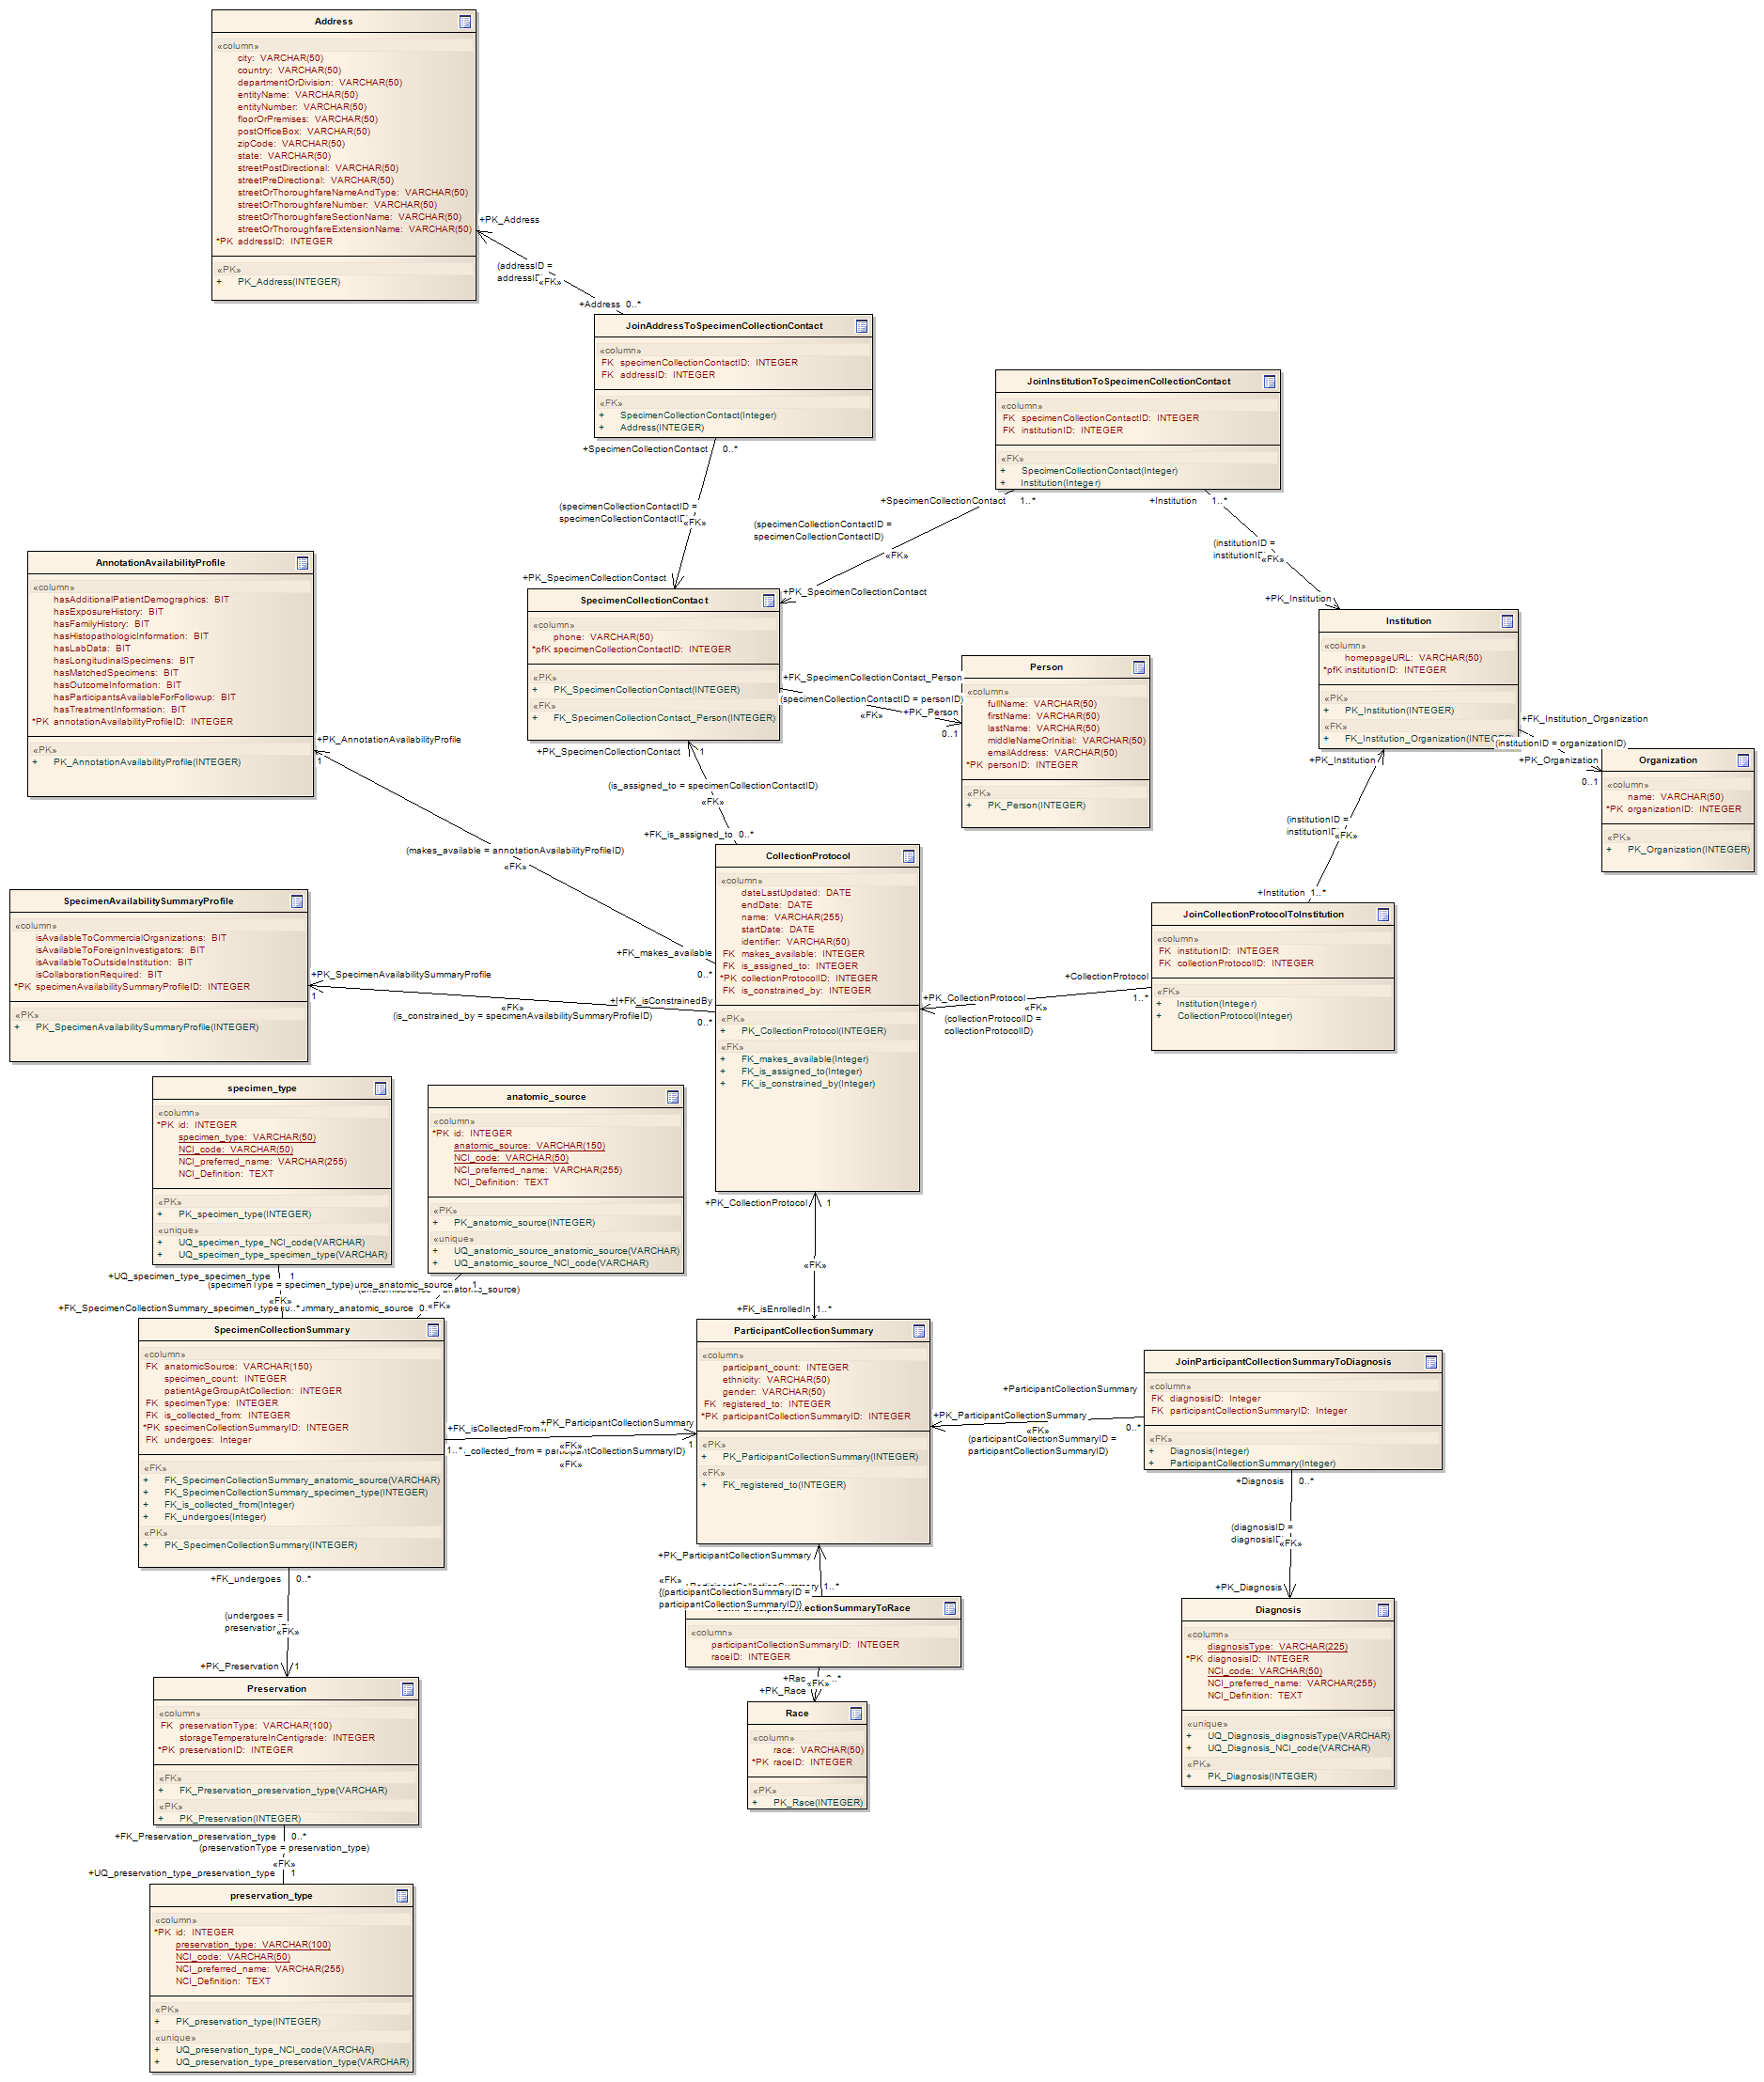 Address
«column»
city: VARCHAR(50)
country: VARCHAR(50)
departmentOrDivision: VARCHAR(50)
entityName: VARCHAR(50)
entityNumber: VARCHAR(50)
floorOrPremises: VARCHAR(50)
postOfficeBox: VARCHAR(50)
zipCode: VARCHAR(50)
state: VARCHAR(50)
streetPostDirectional: VARCHAR(50)
streetPreDirectional: VARCHAR(50)
streetOrThoroughfareNameAndType: VARCHAR(50)
streetOrThoroughfareNumber: VARCHAR(50)
streetOrThoroughfareSectionName: VARCHAR(50)
streetOrThoroughfareExtensionName: VARCHAR(50)
*PK addressID: INTEGER
«PK»
+ PK_Address(INTEGER)
+PK_Address
(addressID =
«FK»
+Address 0..*
JoinAddressToSpecimenCollectionContact
«column»
FK specimenCollectionContactID: INTEGER
FK addressID: INTEGER
«FK»
+ SpecimenCollectionContact(Integer)
+ Address(INTEGER)
+SpecimenCollectionContact 0..*
(specimenCollectionContactID =
specimenCollectionContactID
«FK»
+PK_SpecimenCollectionContact
JoinInstitutionToSpecimenCollectionContact
«column»
FK specimenCollectionContactID: INTEGER
FK institutionID: INTEGER
«FK»
+ SpecimenCollectionContact(Integer)
+ Institution(Integer)
+SpecimenCollectionContact 1..*
(specimenCollectionContactID =
specimenCollectionContactID)
«FK»
+PK_SpecimenCollectionContact
+Institution 1..*
(institutionID =
institutionI
«FK»
+PK_Institution
AnnotationAvailabilityProfile
«column»
hasAdditionalPatientDemographics: BIT
hasExposureHistory: BIT
hasFamilyHistory: BIT
hasHistopathologicInformation: BIT
hasLabData: BIT
hasLongitudinalSpecimens: BIT
hasMatchedSpecimens: BIT
hasOutcomeInformation: BIT
hasParticipantsAvailableForFollowup: BIT
hasTreatmentInformation: BIT
*PK annotationAvailabilityProfileID: INTEGER
«PK»
+ PK_AnnotationAvailabilityProfile(INTEGER)
+PK_AnnotationAvailabilityProfile
1
SpecimenCollectionContact
«column»
phone: VARCHAR(50)
*pfK specimenCollectionContactID: INTEGER
«PK»
+ PK_SpecimenCollectionContact(INTEGER)
«FK»
+ FK_SpecimenCollectionContact_Person(INTEGER)
+FK_SpecimenCollectionContact_Person
(specimenCollectionContactID = personID)
«FK»
+PK_Person
0..1
Person
«column»
fullName: VARCHAR(50)
firstName: VARCHAR(50)
lastName: VARCHAR(50)
middleNameOrInitial: VARCHAR(50)
emailAddress: VARCHAR(50)
*PK personID: INTEGER
«PK»
+ PK_Person(INTEGER)
Institution
«column»
homepageURL: VARCHAR(50)
*pfK institutionID: INTEGER
«PK»
+ PK_Institution(INTEGER)
«FK»
+ FK_Institution_Organization(INTEGER)
+FK_Institution_Organization
(institutionID = organizationID)
+PK_Organization
0..1
Organization
«column»
name: VARCHAR(50)
*PK organizationID: INTEGER
«PK»
+ PK_Organization(INTEGER)
+PK_Institution
(institutionID =
institutionID
«FK»
+Institution 1..*
+PK_SpecimenCollectionContact 1
(is_assigned_to = specimenCollectionContactID)
«FK»
+FK_is_assigned_to 0..*
(makes_available = annotationAvailabilityProfileID)
«FK»
+FK_makes_available
0..*
CollectionProtocol
«column»
dateLastUpdated: DATE
endDate: DATE
name: VARCHAR(255)
startDate: DATE
identifier: VARCHAR(50)
FK makes_available: INTEGER
FK is_assigned_to: INTEGER
*PK collectionProtocolID: INTEGER
FK is_constrained_by: INTEGER
«PK»
+ PK_CollectionProtocol(INTEGER)
«FK»
+ FK_makes_available(Integer)
+ FK_is_assigned_to(Integer)
+ FK_is_constrained_by(Integer)
SpecimenAvailabilitySummaryProfile
«column»
isAvailableToCommercialOrganizations: BIT
isAvailableToForeignInvestigators: BIT
isAvailableToOutsideInstitution: BIT
isCollaborationRequired: BIT
*PK specimenAvailabilitySummaryProfileID: INTEGER
«PK»
+ PK_SpecimenAvailabilitySummaryProfile(INTEGER)
+PK_SpecimenAvailabilitySummaryProfile
1
«FK»
(is_constrained_by = specimenAvailabilitySummaryProfileID)
+FK_isConstrainedBy
0..*
JoinCollectionProtocolToInstitution
«column»
FK institutionID: INTEGER
FK collectionProtocolID: INTEGER
«FK»
+ Institution(Integer)
+ CollectionProtocol(Integer)
+CollectionProtocol
1..*
+PK_CollectionProtocol
«FK»
(collectionProtocolID =
collectionProtocolID)
specimen_type
«column»
*PK id: INTEGER
specimen_type: VARCHAR(50)
NCI_code: VARCHAR(50)
NCI_preferred_name: VARCHAR(255)
NCI_Definition: TEXT
«PK»
+ PK_specimen_type(INTEGER)
«unique»
+ UQ_specimen_type_NCI_code(VARCHAR)
+ UQ_specimen_type_specimen_type(VARCHAR)
anatomic_source
«column»
*PK id: INTEGER
anatomic_source: VARCHAR(150)
NCI_code: VARCHAR(50)
NCI_preferred_name: VARCHAR(255)
NCI_Definition: TEXT
«PK»
+ PK_anatomic_source(INTEGER)
«unique»
+ UQ_anatomic_source_anatomic_source(VARCHAR)
+ UQ_anatomic_source_NCI_code(VARCHAR)
+UQ_specimen_type_specimen_type 1
(specimenType = specimen_type)
«FK»
+FK_SpecimenCollectionSummary_specimen_type
«FK»
+PK_CollectionProtocol 1
«FK»
+FK_isEnrolledIn 1..*
SpecimenCollectionSummary
«column»
FK anatomicSource: VARCHAR(150)
specimen_count: INTEGER
patientAgeGroupAtCollection: INTEGER
FK specimenType: INTEGER
FK is_collected_from: INTEGER
*PK specimenCollectionSummaryID: INTEGER
FK undergoes: Integer
«FK»
+ FK_SpecimenCollectionSummary_anatomic_source(VARCHAR)
+ FK_SpecimenCollectionSummary_specimen_type(INTEGER)
+ FK_is_collected_from(Integer)
+ FK_undergoes(Integer)
«PK»
+ PK_SpecimenCollectionSummary(INTEGER)
+FK_isCollectedFrom
+PK_ParticipantCollectionSummary
1..*
1
«FK»
«FK»
ParticipantCollectionSummary
«column»
participant_count: INTEGER
ethnicity: VARCHAR(50)
gender: VARCHAR(50)
FK registered_to: INTEGER
*PK participantCollectionSummaryID: INTEGER
«PK»
+ PK_ParticipantCollectionSummary(INTEGER)
«FK»
+ FK_registered_to(INTEGER)
JoinParticipantCollectionSummaryToDiagnosis
«column»
FK diagnosisID: Integer
FK participantCollectionSummaryID: Integer
«FK»
+ Diagnosis(Integer)
+ ParticipantCollectionSummary(Integer)
+ParticipantCollectionSummary
0..*
+PK_ParticipantCollectionSummary
«FK»
(participantCollectionSummaryID =
participantCollectionSummaryID)
+Diagnosis 0..*
(diagnosisID =
diagnosisI
«FK»
+PK_Diagnosis
Diagnosis
«column»
diagnosisType: VARCHAR(225)
*PK diagnosisID: INTEGER
NCI_code: VARCHAR(50)
NCI_preferred_name: VARCHAR(255)
NCI_Definition: TEXT
«unique»
+ UQ_Diagnosis_diagnosisType(VARCHAR)
+ UQ_Diagnosis_NCI_code(VARCHAR)
«PK»
+ PK_Diagnosis(INTEGER)
+PK_ParticipantCollectionSummary
«FK»
1..*
{(participantCollectionSummaryID =
participantCollectionSummaryID)}
«column»
participantCollectionSummaryID: INTEGER
raceID: INTEGER
«FK»
+PK_Race
Race
«column»
race: VARCHAR(50)
*PK raceID: INTEGER
«PK»
+ PK_Race(INTEGER)
+FK_undergoes 0..*
(undergoes =
«FK»
+PK_Preservation 1
Preservation
«column»
FK preservationType: VARCHAR(100)
storageTemperatureInCentigrade: INTEGER
*PK preservationID: INTEGER
«FK»
+ FK_Preservation_preservation_type(VARCHAR)
«PK»
+ PK_Preservation(INTEGER)
+FK_Preservation_preservation_type 0..*
(preservationType = preservation_type)
«FK»
+UQ_preservation_type_preservation_type 1
preservation_type
«column»
*PK id: INTEGER
preservation_type: VARCHAR(100)
NCI_code: VARCHAR(50)
NCI_preferred_name: VARCHAR(255)
NCI_Definition: TEXT
«PK»
+ PK_preservation_type(INTEGER)
«unique»
+ UQ_preservation_type_NCI_code(VARCHAR)
+ UQ_preservation_type_preservation_type(VARCHAR)